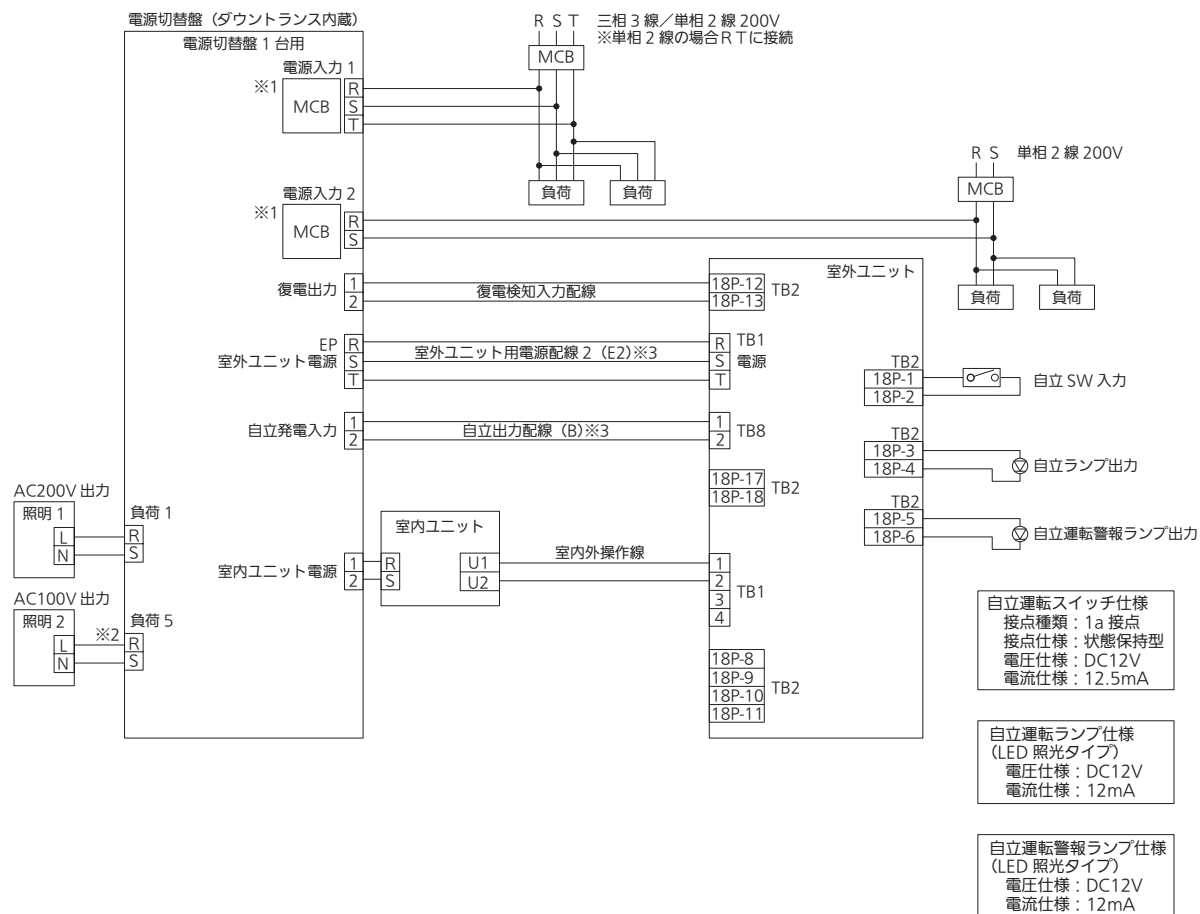 電源切替盤（ダウントランス内蔵）
電源切替盤 1 台用
電源入力 1
※1
MCB
R
S
T
R S T
三相 3 線／単相 2 線 200V
※単相 2 線の場合ＲＴに接続
MCB
負荷
負荷
電源入力 2
※1
MCB
R
S
R S
単相 2 線 200V
MCB
負荷
負荷
復電出力
1
2
復電検知入力配線
室外ユニット
18P-12
18P-13
TB2
EP
室外ユニット電源
R
S
T
室外ユニット用電源配線 2（E2）※3
R
S
T
TB1
電源
TB2
18P-1
18P-2
自立 SW 入力
自立発電入力
1
2
自立出力配線（B）※3
1
2
TB8
TB2
18P-3
18P-4
自立ランプ出力
18P-17
18P-18
TB2
TB2
18P-5
18P-6
自立運転警報ランプ出力
AC200V 出力
照明 1
L
N
負荷 1
R
S
室内ユニット電源
1
2
室内ユニット
R
S
U1
U2
室内外操作線
1
2
3
4
TB1
AC100V 出力
照明 2
L
N
※2
負荷 5
R
S
18P-8
18P-9
18P-10
18P-11
TB2
自立運転スイッチ仕様
接点種類：1a 接点
接点仕様：状態保持型
電圧仕様：DC12V
電流仕様：12.5mA
自立運転ランプ仕様
（LED 照光タイプ）
電圧仕様：DC12V
電流仕様：12mA
自立運転警報ランプ仕様
（LED 照光タイプ）
電圧仕様：DC12V
電流仕様：12mA